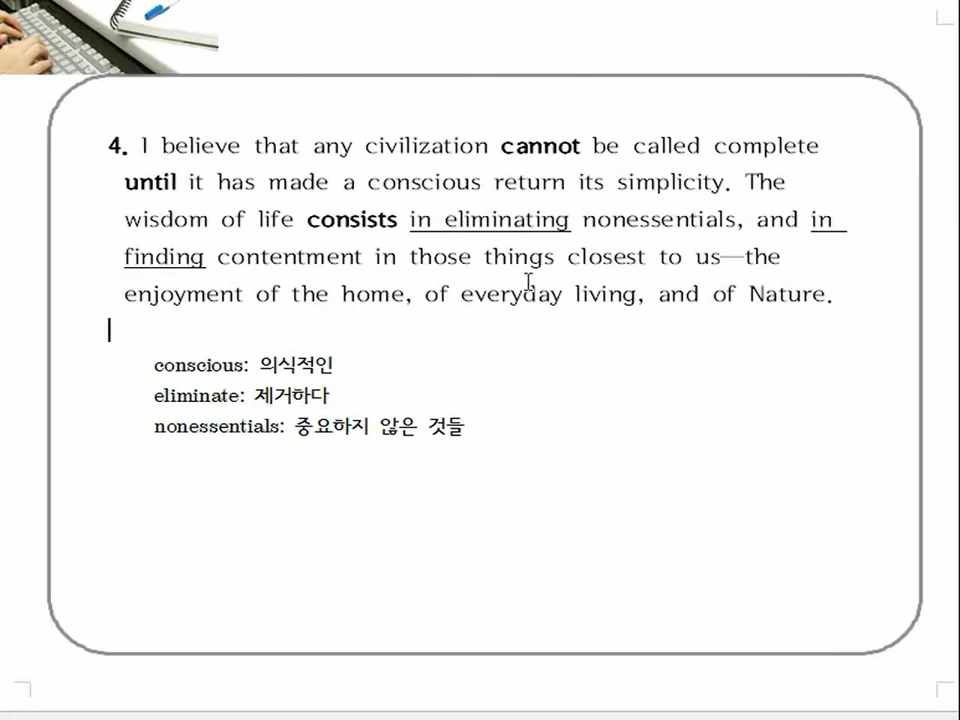 4. I believe that any civilization cannot be called complete
until it has made a conscious return its simplicity. The
wisdom of life consists in eliminating nonessentials, and in
finding contentment in those things closest to us—the
enjoyment of the home, of everyday living, and of Nature.
conscious: 의식적인
eliminate: 제거하다
nonessentials: 중요하지 않은 것들